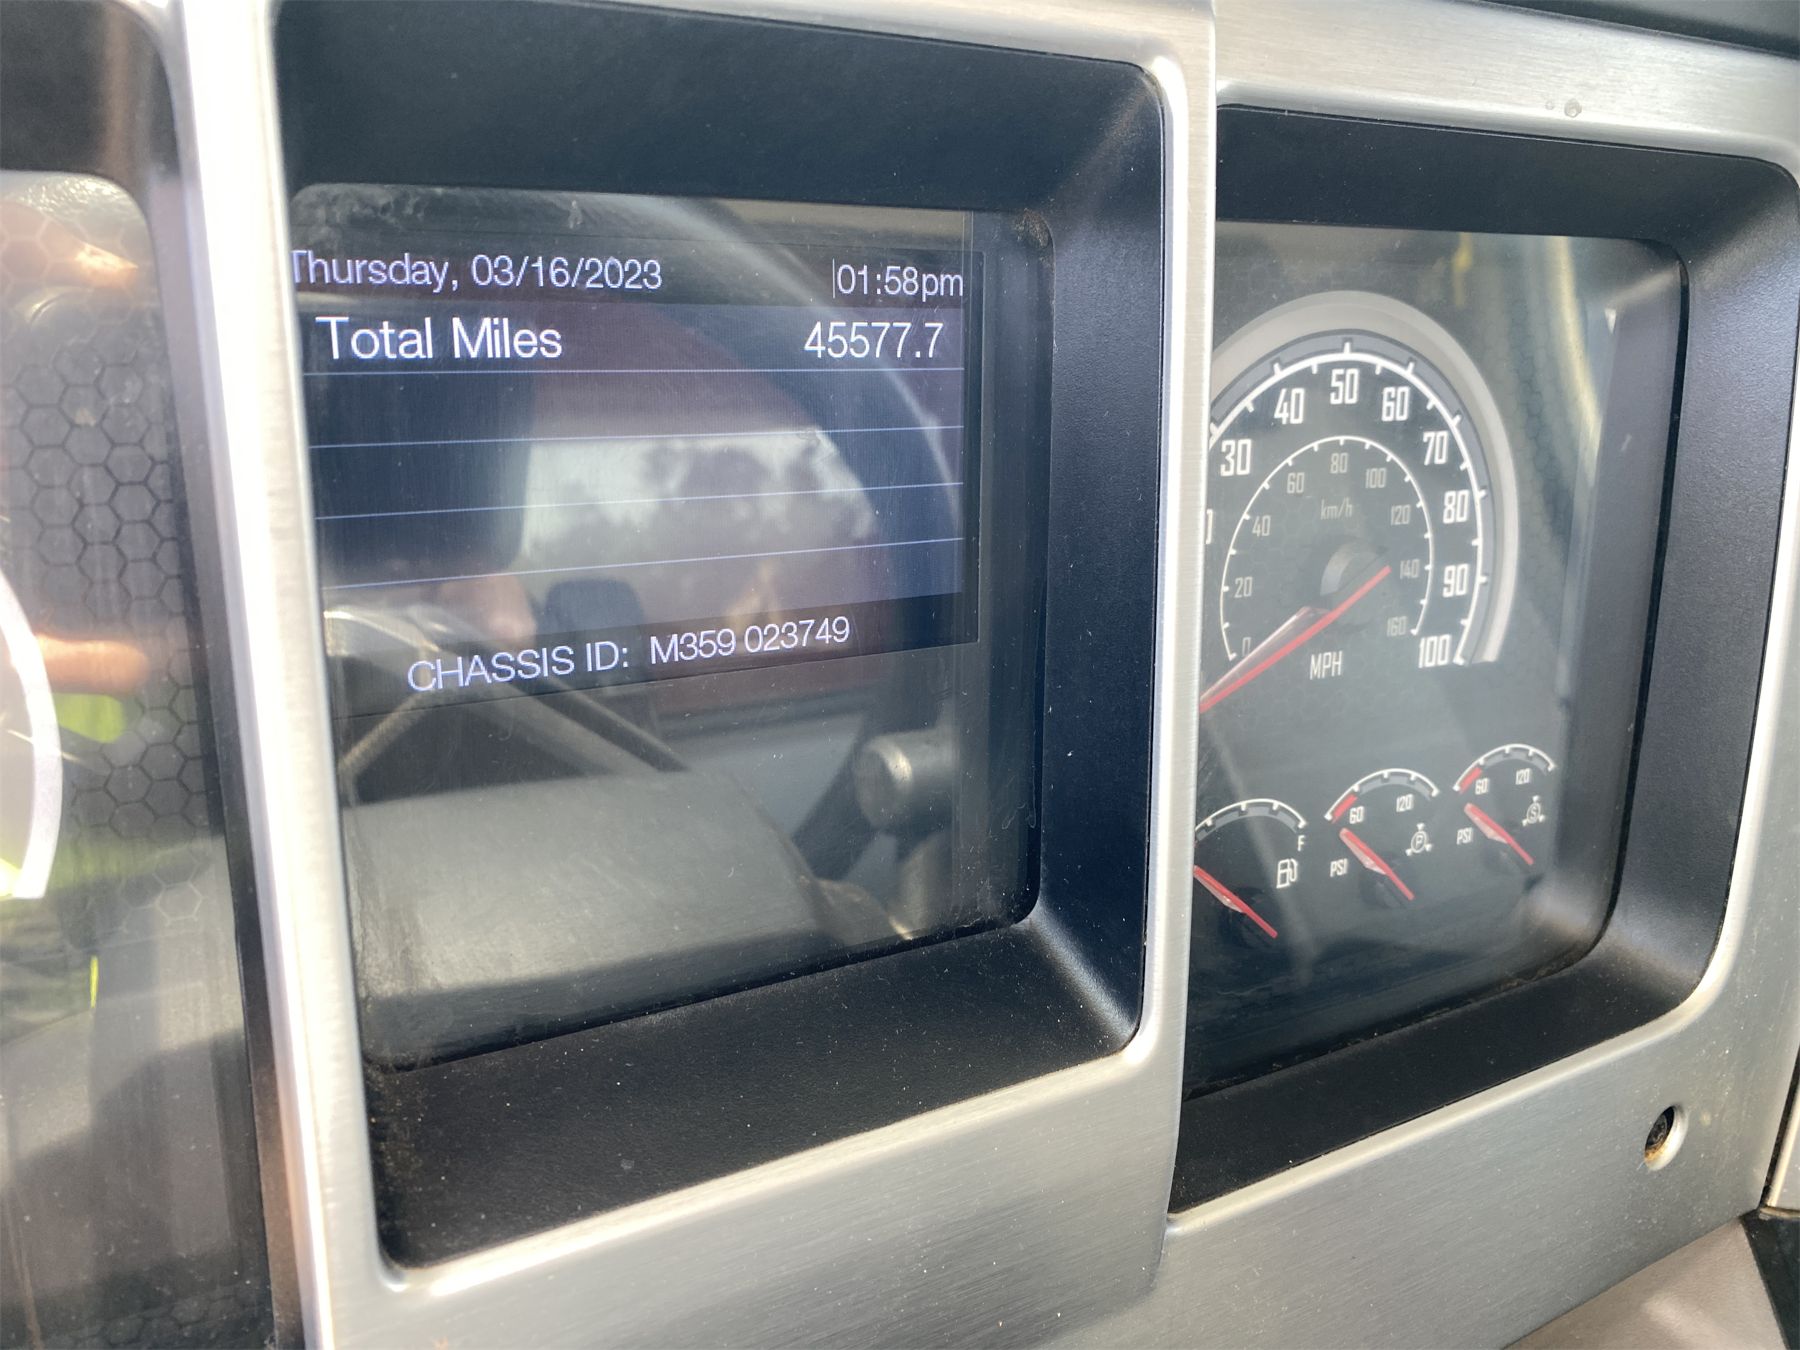 Thursday, 03/16/2023 01:58pm
Total Miles 45577.7
CHASSIS ID: M359 023749
30 40 50 60 70 80 90 100
0 20 40 60 80 100 120 140 160
km/h
MPH
F
60 120
PSI
P
60 120
PSI
S